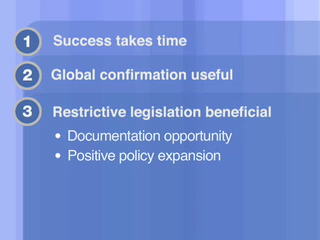 1 Success takes time
2 Global confirmation useful
3 Restrictive legislation beneficial
• Documentation opportunity
• Positive policy expansion